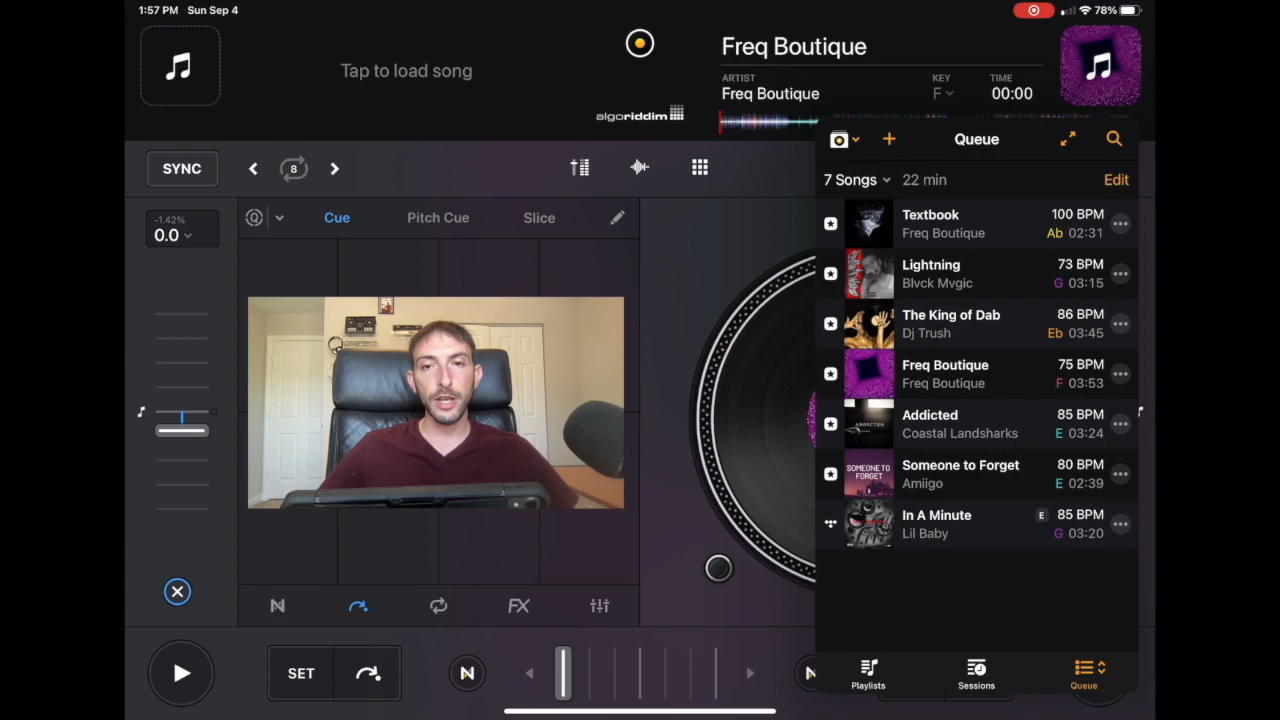 1:57 PM Sun Sep 4
78%
Tap to load song
algoriddim
Freq Boutique
ARTIST
Freq Boutique
KEY
F
TIME
00:00
SYNC
8
-1.42%
0.0
Cue
Pitch Cue
Slice
FX
SET
Queue
7 Songs
22 min
Edit
Textbook
100 BPM
Freq Boutique
Ab 02:31
Lightning
73 BPM
Blvck Mvgic
G 03:15
The King of Dab
86 BPM
Dj Trush
Eb 03:45
Freq Boutique
75 BPM
Freq Boutique
F 03:53
Addicted
85 BPM
Coastal Landsharks
E 03:24
ADDICTED
Someone to Forget
80 BPM
Amiigo
E 02:39
SOMEONE TO
FORGET
In A Minute
E 85 BPM
Lil Baby
G 03:20
Playlists
Sessions
Queue